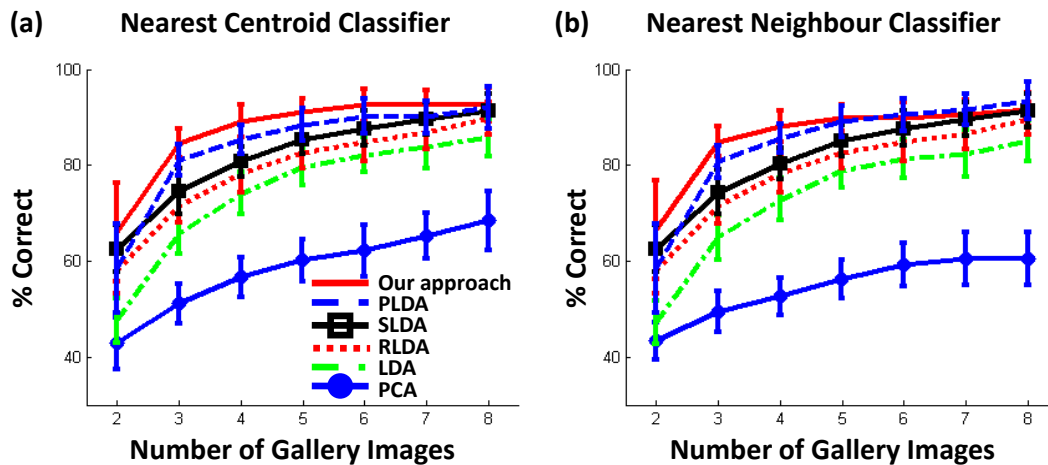 (a) Nearest Centroid Classifier
100
80
60
40
% Correct
Our approach
PLDA
SLDA
RLDA
LDA
PCA
2 3 4 5 6 7 8
Number of Gallery Images
(b) Nearest Neighbour Classifier
100
80
60
40
% Correct
2 3 4 5 6 7 8
Number of Gallery Images